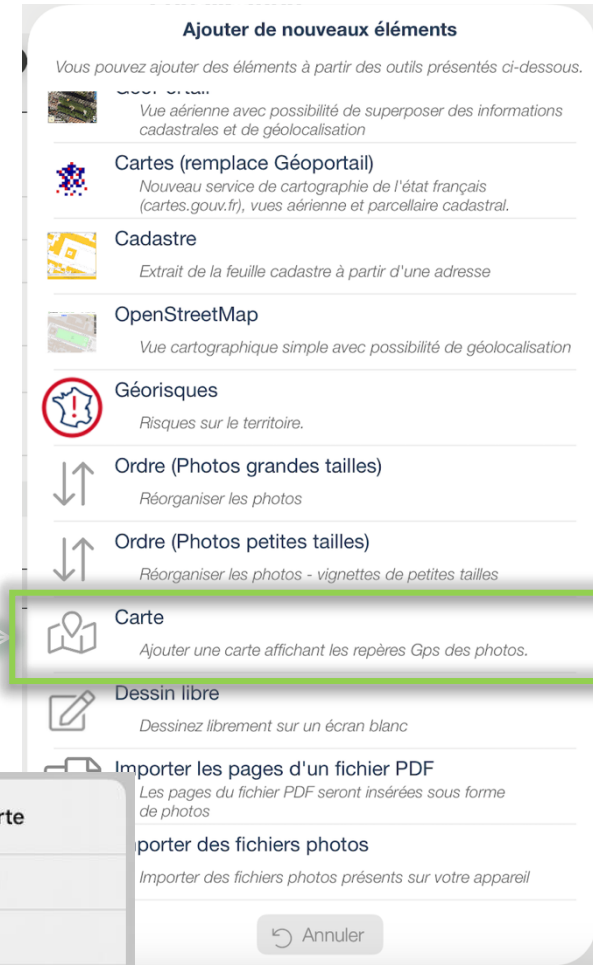 Ajouter de nouveaux éléments
Vous pouvez ajouter des éléments à partir des outils présentés ci-dessous.
Vue aérienne avec possibilité de superposer des informations
cadastrales et de géolocalisation
Cartes (remplace Géoportail)
Nouveau service de cartographie de l'état français
(cartes.gouv.fr), vues aérienne et parcellaire cadastral.
Cadastre
Extrait de la feuille cadastre à partir d'une adresse
OpenStreetMap
Vue cartographique simple avec possibilité de géolocalisation
Géorisques
Risques sur le territoire.
Ordre (Photos grandes tailles)
Réorganiser les photos
Ordre (Photos petites tailles)
Réorganiser les photos - vignettes de petites tailles
Carte
Ajouter une carte affichant les repères Gps des photos.
Dessin libre
Dessinez librement sur un écran blanc
Importer les pages d'un fichier PDF
Les pages du fichier PDF seront insérées sous forme
de photos
rte
porter des fichiers photos
Importer des fichiers photos présents sur votre appareil
Annuler